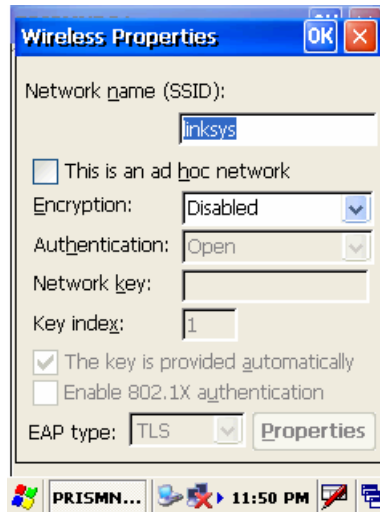 Wireless Properties OK
Network name (SSID):
linksys
This is an ad hoc network
Encryption: Disabled
Authentication: Open
Network key:
Key index: 1
The key is provided automatically
Enable 802.1X authentication
EAP type: TLS Properties
PRISMN... 11:50 PM